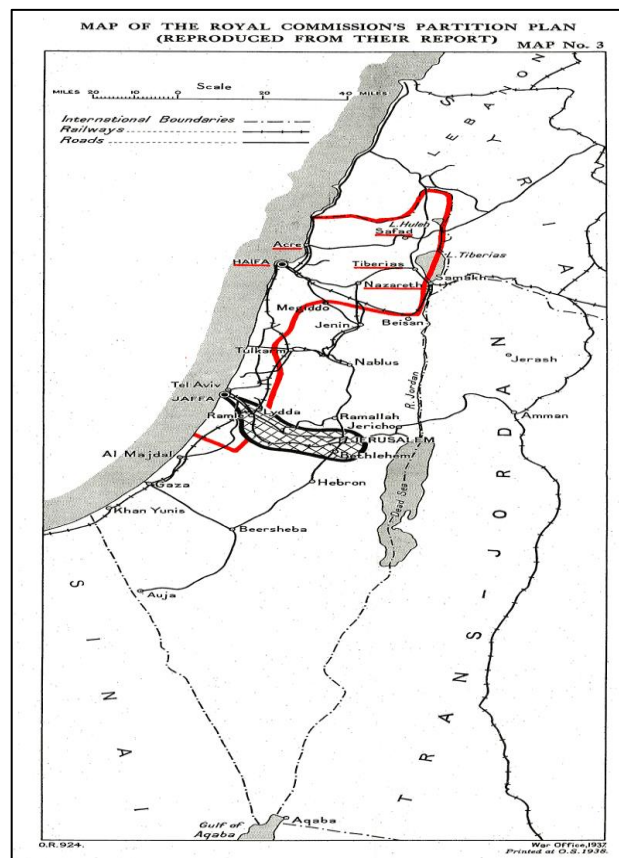 MAP OF THE ROYAL COMMISSION'S PARTITION PLAN
(REPRODUCED FROM THEIR REPORT) MAP No. 3
Scale
MILES 20 0 20 40 MILES
International Boundaries
Railways
Roads
LEBANON
SYRIA
L. Huleh
Safad
Acre
L. Tiberias
HAIFA
Tiberias
Nazareth
Samakh
Megiddo
Beisan
Jenin
Tulkarm
Jerash
Nablus
R. Jordan
Tel Aviv
JAFFA
Ramle
Lydda
Ramallah
Amman
Jericho
JERUSALEM
Al Majdal
Bethlehem
Gaza
Hebron
Dead Sea
Khan Yunis
Beersheba
Auja
SINAI
TRANS-JORDAN
Gulf of
Aqaba
Aqaba
O.R. 924.
War Office, 1937.
Printed at O.S. 1938.